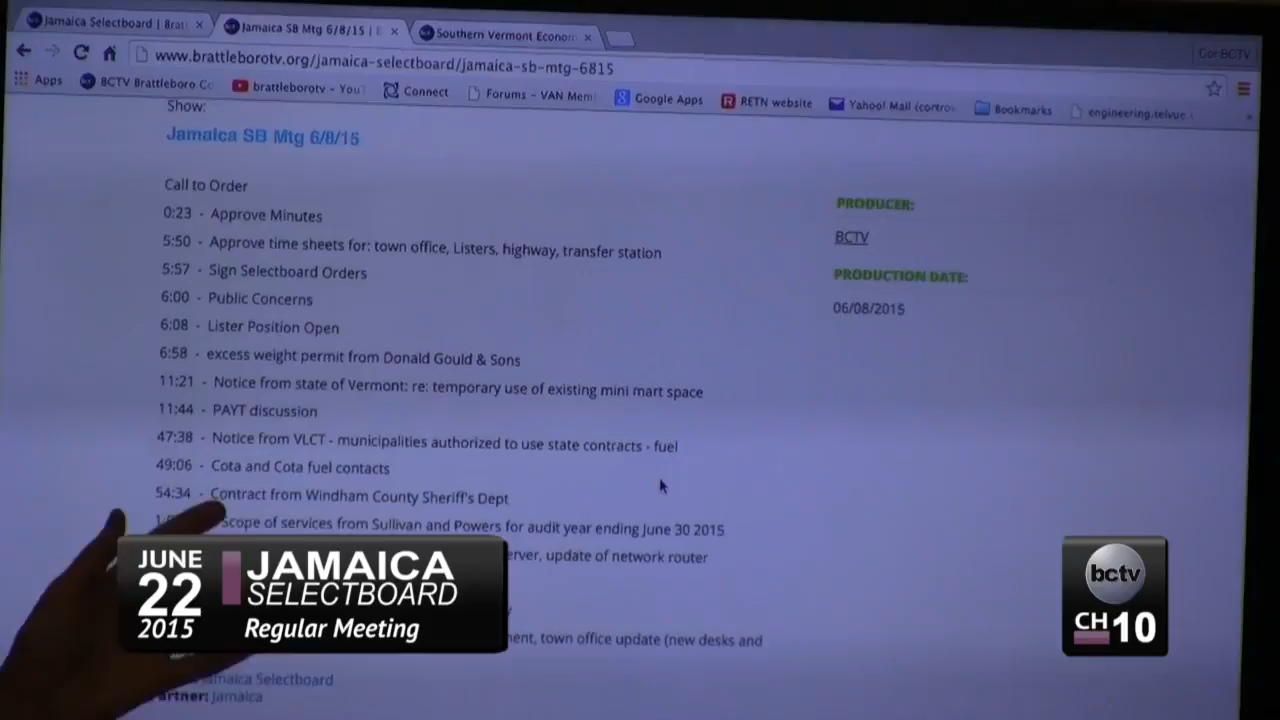 Jamaica Selectboard | Brat
Jamaica SB Mtg 6/8/15 |
Southern Vermont Econom
Gor BCTV
www.brattleborotv.org/jamaica-selectboard/jamaica-sb-mtg-6815
Apps
BCTV Brattleboro Co
brattleborotv - You
Connect
Forums - VAN Mem
Google Apps
RETN website
Yahoo! Mail (contro
Bookmarks
engineering.telvue.
Show:
Jamaica SB Mtg 6/8/15
Call to Order
0:23 - Approve Minutes
5:50 - Approve time sheets for: town office, Listers, highway, transfer station
5:57 - Sign Selectboard Orders
6:00 - Public Concerns
6:08 - Lister Position Open
6:58 - excess weight permit from Donald Gould & Sons
11:21 - Notice from state of Vermont: re: temporary use of existing mini mart space
11:44 - PAYT discussion
47:38 - Notice from VLCT - municipalities authorized to use state contracts - fuel
49:06 - Cota and Cota fuel contacts
54:34 - Contract from Windham County Sheriff's Dept
Scope of services from Sullivan and Powers for audit year ending June 30 2015
erver, update of network router
ent, town office update (new desks and
maica Selectboard
artner: Jamaica
PRODUCER:
BCTV
PRODUCTION DATE:
06/08/2015
JUNE
22
2015
JAMAICA
SELECTBOARD
Regular Meeting
bctv
CH 10